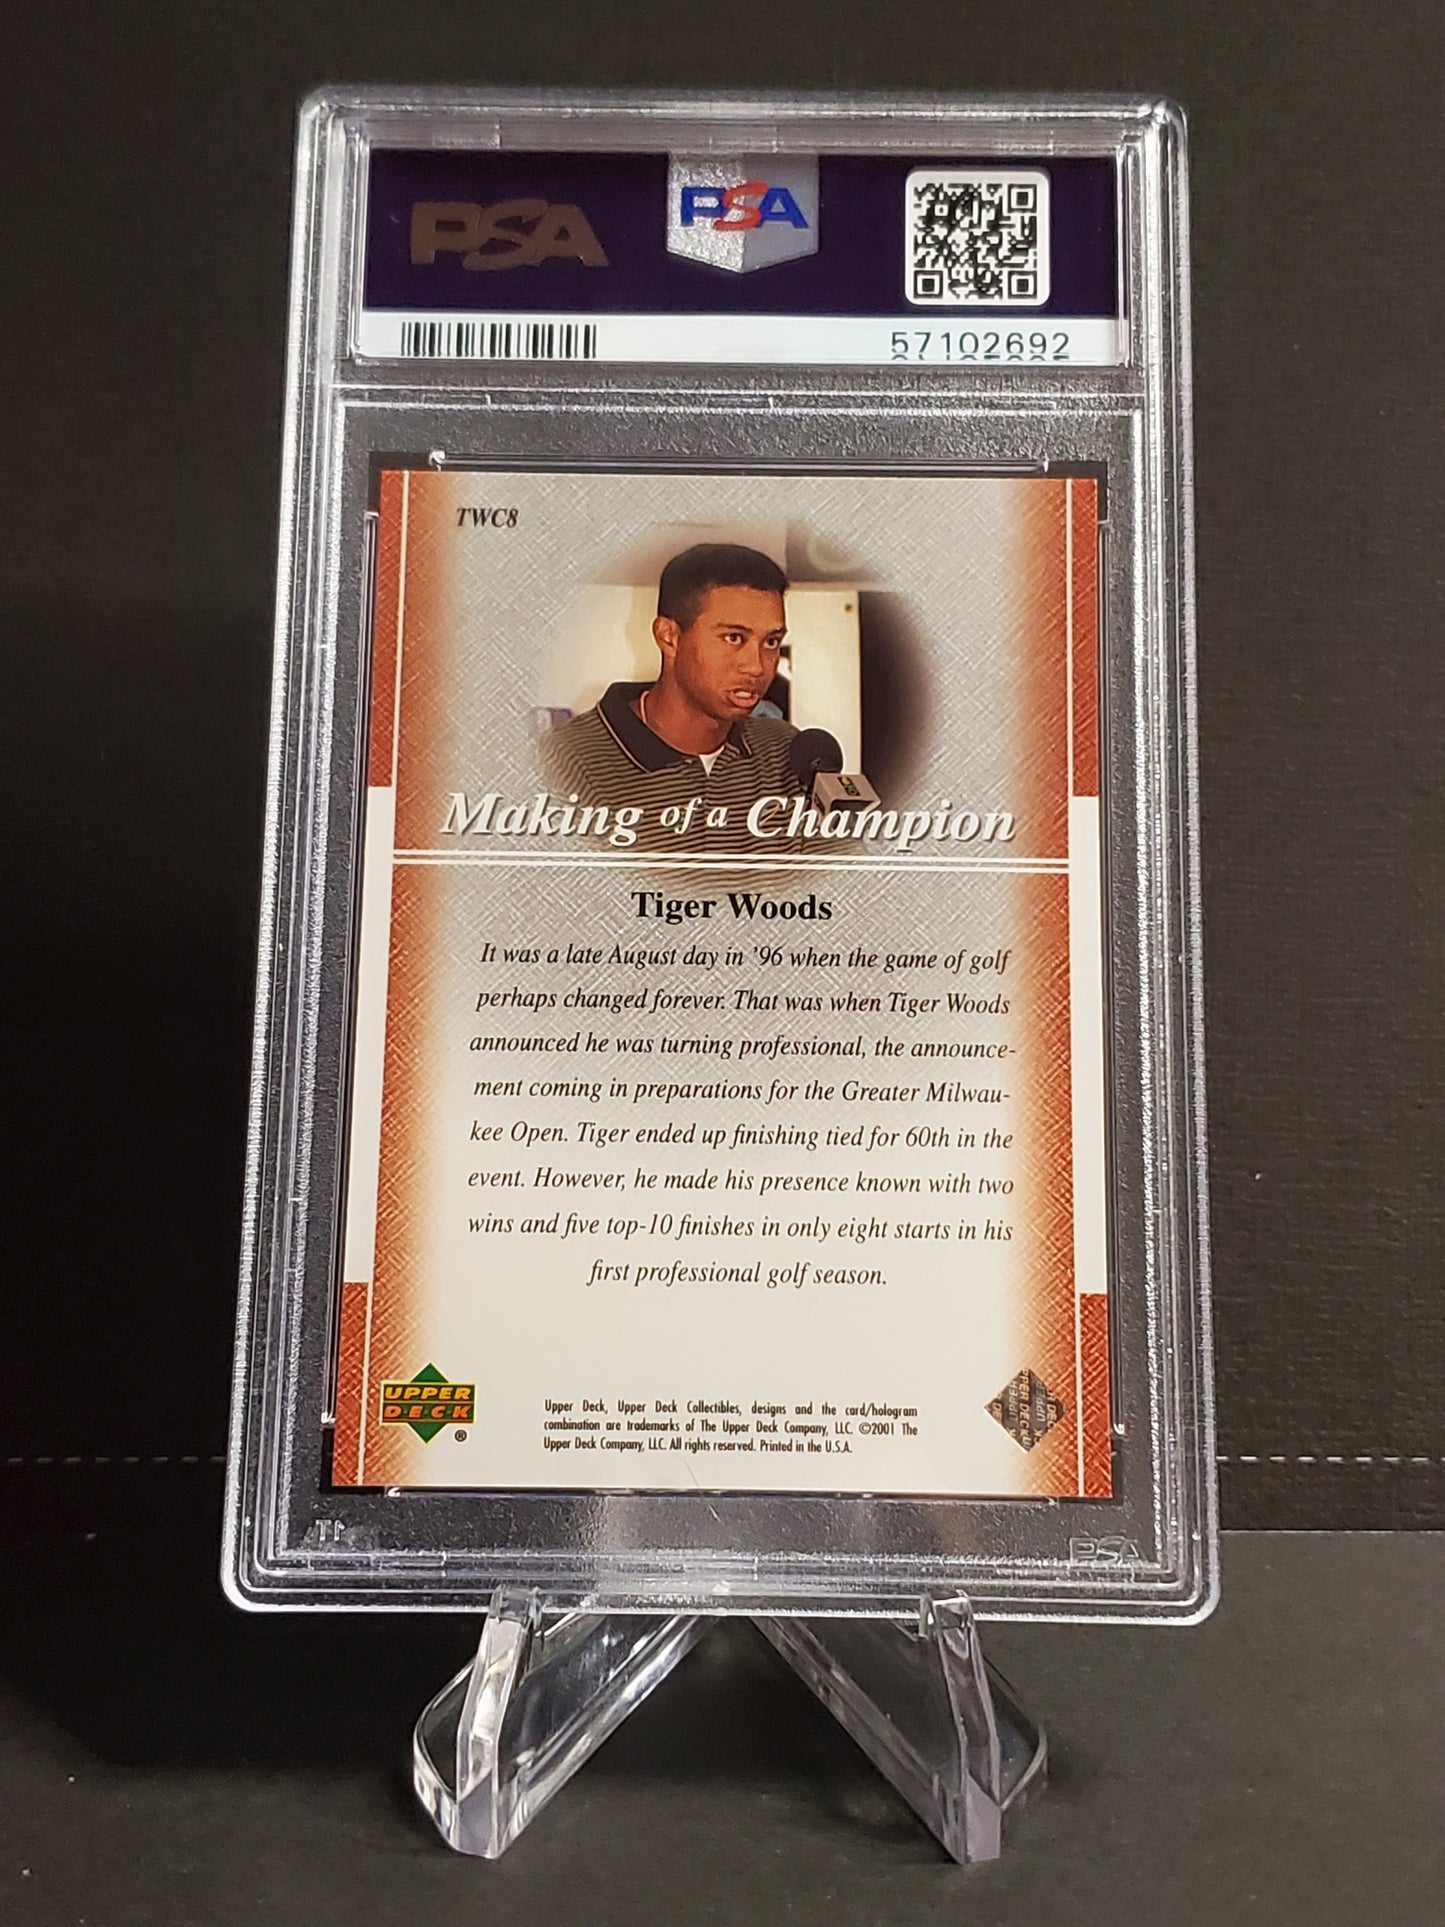 PSA
PSA
57102692
TWC8
Making of a Champion
Tiger Woods
It was a late August day in '96 when the game of golf
perhaps changed forever. That was when Tiger Woods
announced he was turning professional, the announce-
ment coming in preparations for the Greater Milwau-
kee Open. Tiger ended up finishing tied for 60th in the
event. However, he made his presence known with two
wins and five top-10 finishes in only eight starts in his
first professional golf season.
UPPER
DECK
®
Upper Deck, Upper Deck Collectibles, designs and the card/hologram
combination are trademarks of The Upper Deck Company, LLC. ©2001 The
Upper Deck Company, LLC. All rights reserved. Printed in the U.S.A.
PSA